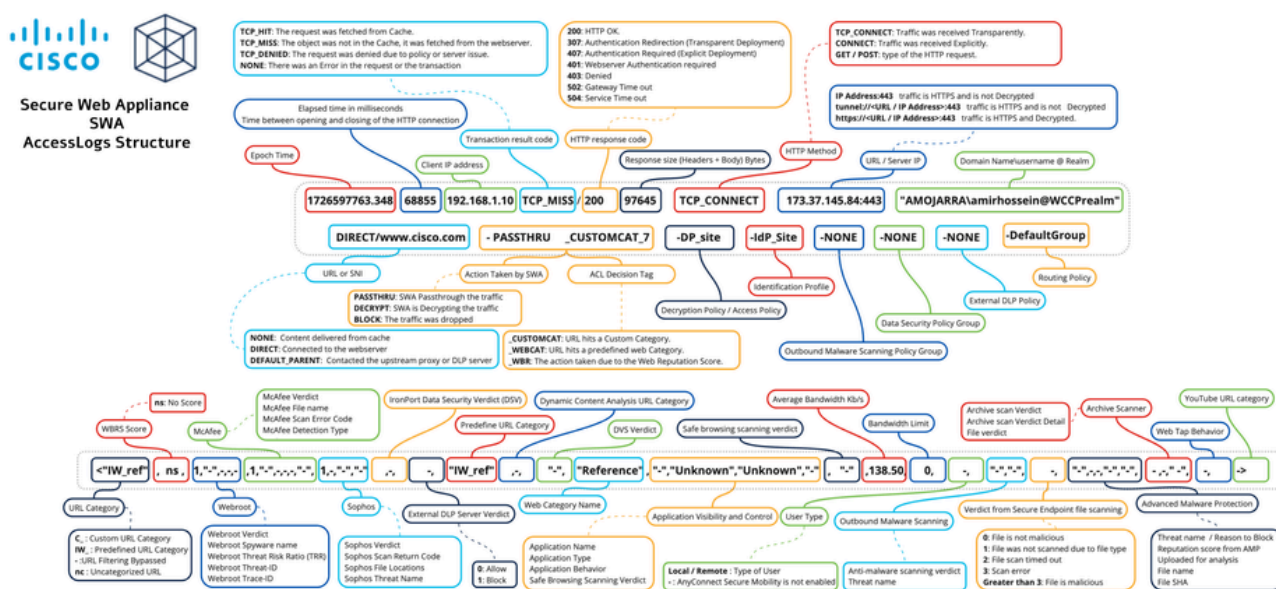 CISCO
Secure Web Appliance
SWA
AccessLogs Structure
TCP_HIT: The request was fetched from Cache.
TCP_MISS: The object was not in the Cache, it was fetched from the webserver.
TCP_DENIED: The request was denied due to policy or server issue.
NONE: There was an Error in the request or the transaction
200: HTTP OK.
307: Authentication Redirection (Transparent Deployment)
407: Authentication Required (Explicit Deployment)
401: Webserver Authentication required
403: Denied
502: Gateway Time out
504: Service Time out
TCP_CONNECT: Traffic was received Transparently.
CONNECT: Traffic was received Explicitly.
GET / POST: type of the HTTP request.
IP Address:443 traffic is HTTPS and is not Decrypted
tunnel://<URL / IP Address>:443 traffic is HTTPS and is not Decrypted
https://<URL / IP Address>:443 traffic is HTTPS and Decrypted.
Elapsed time in milliseconds
Time between opening and closing of the HTTP connection
Transaction result code
HTTP response code
HTTP Method
Epoch Time
Client IP address
Response size (Headers + Body) Bytes
URL / Server IP
Domain Name\username @ Realm
1726597763.348 68855 192.168.1.10 TCP_MISS / 200 97645 TCP_CONNECT 173.37.145.84:443 "AMOJARRA\amirhossein@WCCPrealm"
DIRECT/www.cisco.com - PASSTHRU _CUSTOMCAT_7 -DP_site -IdP_Site -NONE -NONE -NONE -DefaultGroup
URL or SNI
Action Taken by SWA
ACL Decision Tag
Routing Policy
Identification Profile
External DLP Policy
Decryption Policy / Access Policy
Data Security Policy Group
Outbound Malware Scanning Policy Group
PASSTHRU: SWA Passthrough the traffic
DECRYPT: SWA is Decrypting the traffic
BLOCK: The traffic was dropped
NONE: Content delivered from cache
DIRECT: Connected to the webserver
DEFAULT_PARENT: Contacted the upstream proxy or DLP server
_CUSTOMCAT: URL hits a Custom Category.
_WEBCAT: URL hits a predefined web Category.
_WBR: The action taken due to the Web Reputation Score.
ns: No Score
WBRS Score
McAfee
McAfee Verdict
McAfee File name
McAfee Scan Error Code
McAfee Detection Type
IronPort Data Security Verdict (DSV)
Predefine URL Category
Dynamic Content Analysis URL Category
DVS Verdict
Safe browsing scanning verdict
Average Bandwidth Kb/s
Bandwidth Limit
Archive scan Verdict
Archive scan Verdict Detail
File verdict
Archive Scanner
Web Tap Behavior
YouTube URL category
<"IW_ref" , ns , "IW_ref" "Reference" "Unknown","Unknown" ,138.50, 0, ->
URL Category
Webroot
Sophos
External DLP Server Verdict
Web Category Name
Application Visibility and Control
User Type
Outbound Malware Scanning
Verdict from Secure Endpoint file scanning
Advanced Malware Protection
C_ : Custom URL Category
IW_ : Predefined URL Category
- :URL Filtering Bypassed
nc : Uncategorized URL
Webroot Verdict
Webroot Spyware name
Webroot Threat Risk Ratio (TRR)
Webroot Threat-ID
Webroot Trace-ID
Sophos Verdict
Sophos Scan Return Code
Sophos File Locations
Sophos Threat Name
0: Allow
1: Block
Application Name
Application Type
Application Behavior
Safe Browsing Scanning Verdict
Local / Remote : Type of User
- : AnyConnect Secure Mobility is not enabled
Anti-malware scanning verdict
Threat name
0: File is not malicious
1: File was not scanned due to file type
2: File scan timed out
3: Scan error
Greater than 3: File is malicious
Threat name / Reason to Block
Reputation score from AMP
Uploaded for analysis
File name
File SHA